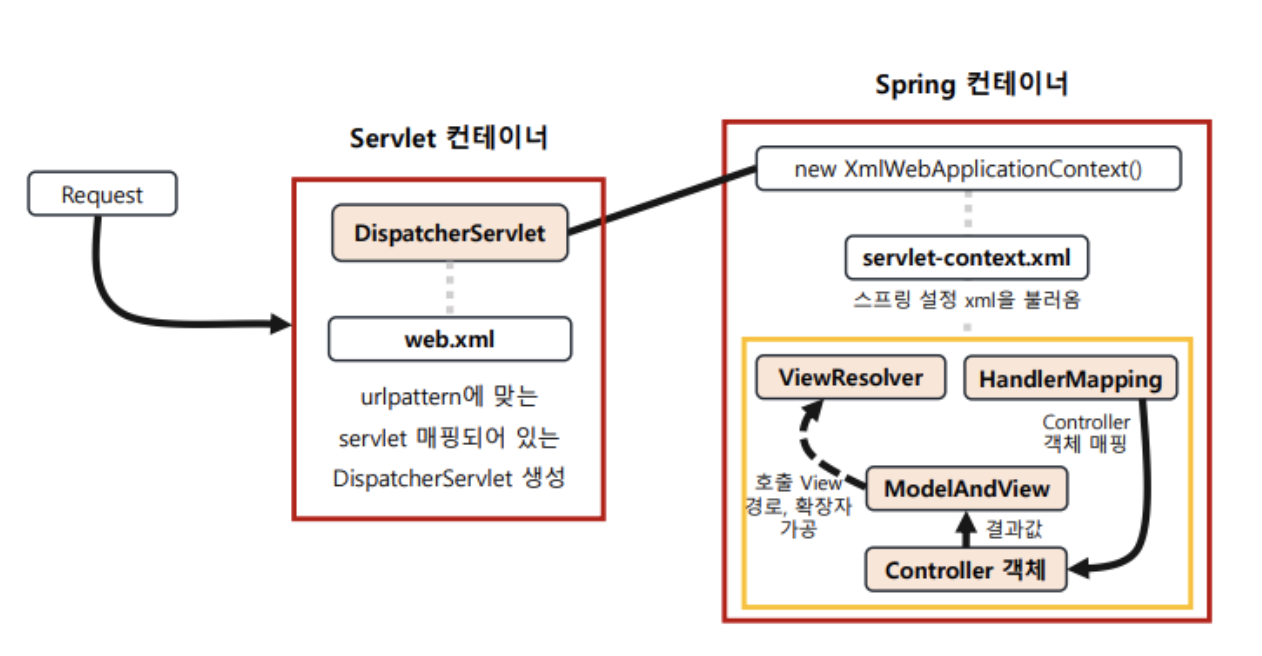 Spring 컨테이너
Servlet 컨테이너
Request
DispatcherServlet
web.xml
urlpattern에 맞는
servlet 매핑되어 있는
DispatcherServlet 생성
new XmlWebApplicationContext()
servlet-context.xml
스프링 설정 xml을 불러옴
ViewResolver
HandlerMapping
Controller
객체 매핑
ModelAndView
호출 View
경로, 확장자
가공
결과값
Controller 객체